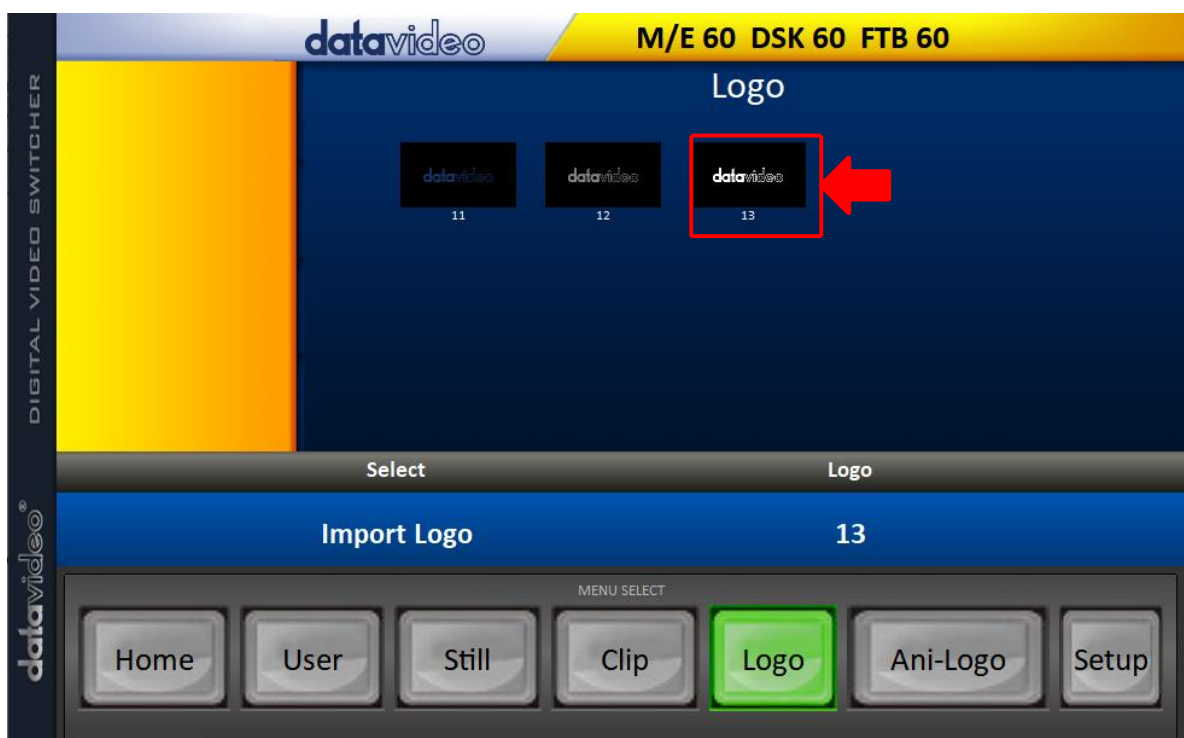 datavideo
M/E 60 DSK 60 FTB 60
DIGITAL VIDEO SWITCHER
datavideo®
Logo
datavideo
datavideo
datavideo
11
12
13
Select
Logo
Import Logo
13
MENU SELECT
Home
User
Still
Clip
Logo
Ani-Logo
Setup